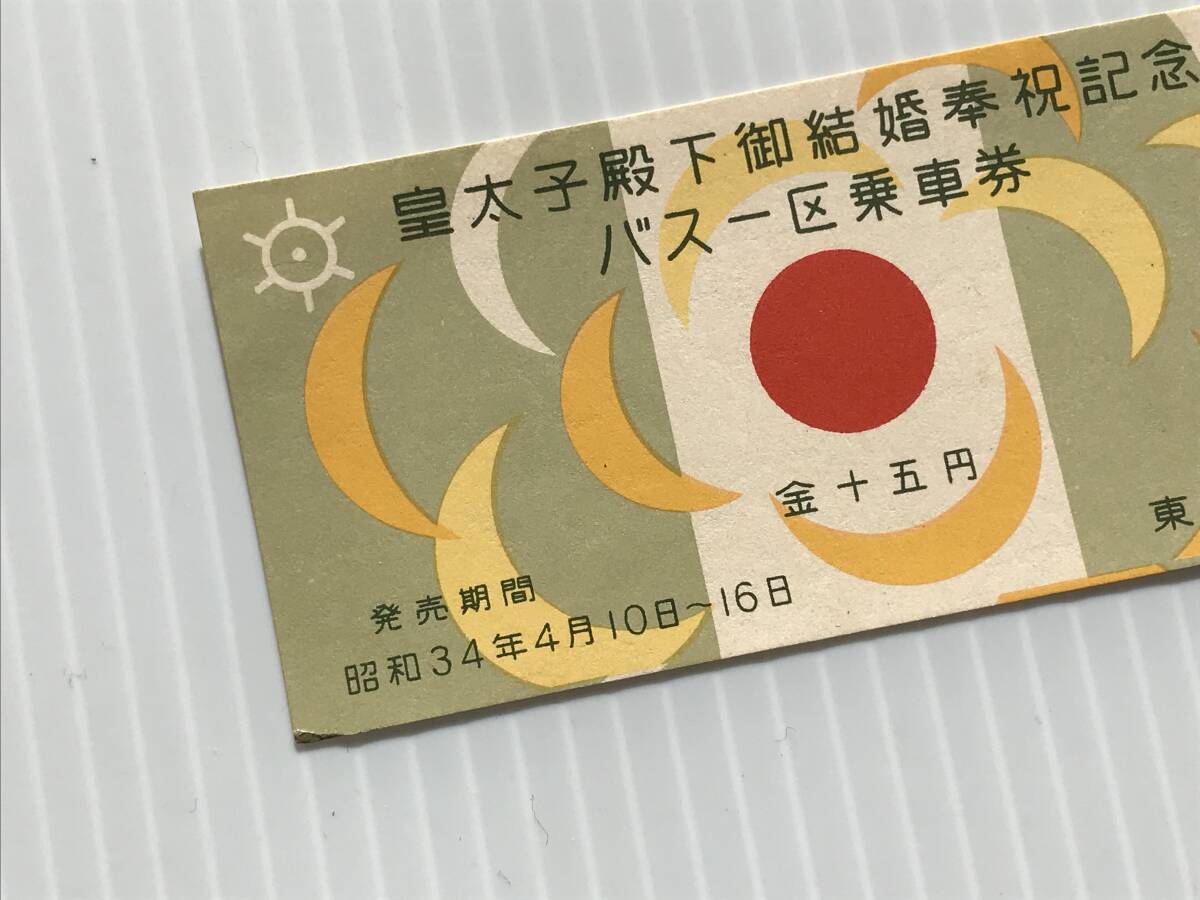 皇太子殿下御結婚奉祝記念
バス一区乗車券
金十五円
東
発売期間
昭和34年4月10日~16日